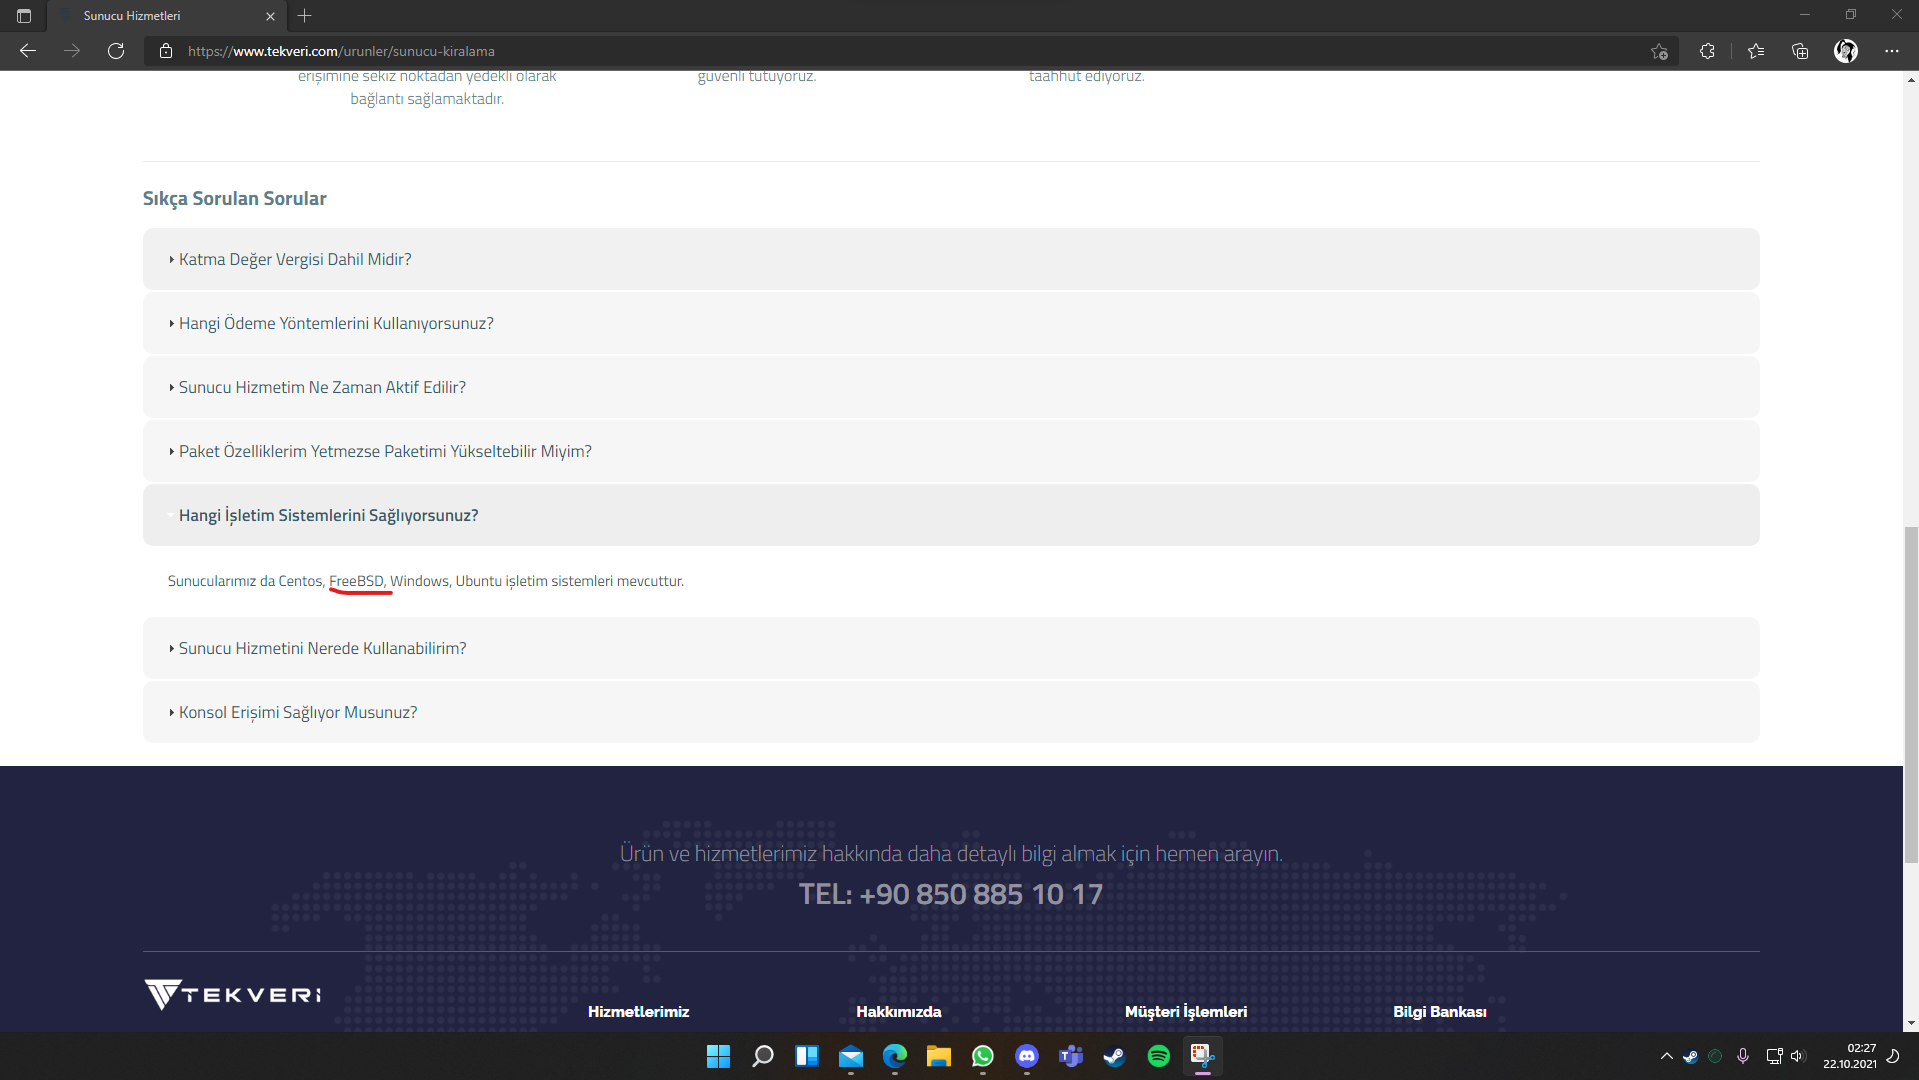 Sunucu Hizmetleri
https://www.tekveri.com/urunler/sunucu-kiralama
erişimine sekiz noktadan yedekli olarak
bağlantı sağlamaktadır.
güvenli tutuyoruz.
taahhüt ediyoruz.
Sıkça Sorulan Sorular
Katma Değer Vergisi Dahil Midir?
Hangi Ödeme Yöntemlerini Kullanıyorsunuz?
Sunucu Hizmetim Ne Zaman Aktif Edilir?
Paket Özelliklerim Yetmezse Paketimi Yükseltebilir Miyim?
Hangi İşletim Sistemlerini Sağlıyorsunuz?
Sunucularımız da Centos, FreeBSD, Windows, Ubuntu işletim sistemleri mevcuttur.
Sunucu Hizmetini Nerede Kullanabilirim?
Konsol Erişimi Sağlıyor Musunuz?
Ürün ve hizmetlerimiz hakkında daha detaylı bilgi almak için hemen arayın.
TEL: +90 850 885 10 17
TEKVERi
Hizmetlerimiz
Hakkımızda
Müşteri İşlemleri
Bilgi Bankası
02:27
22.10.2021